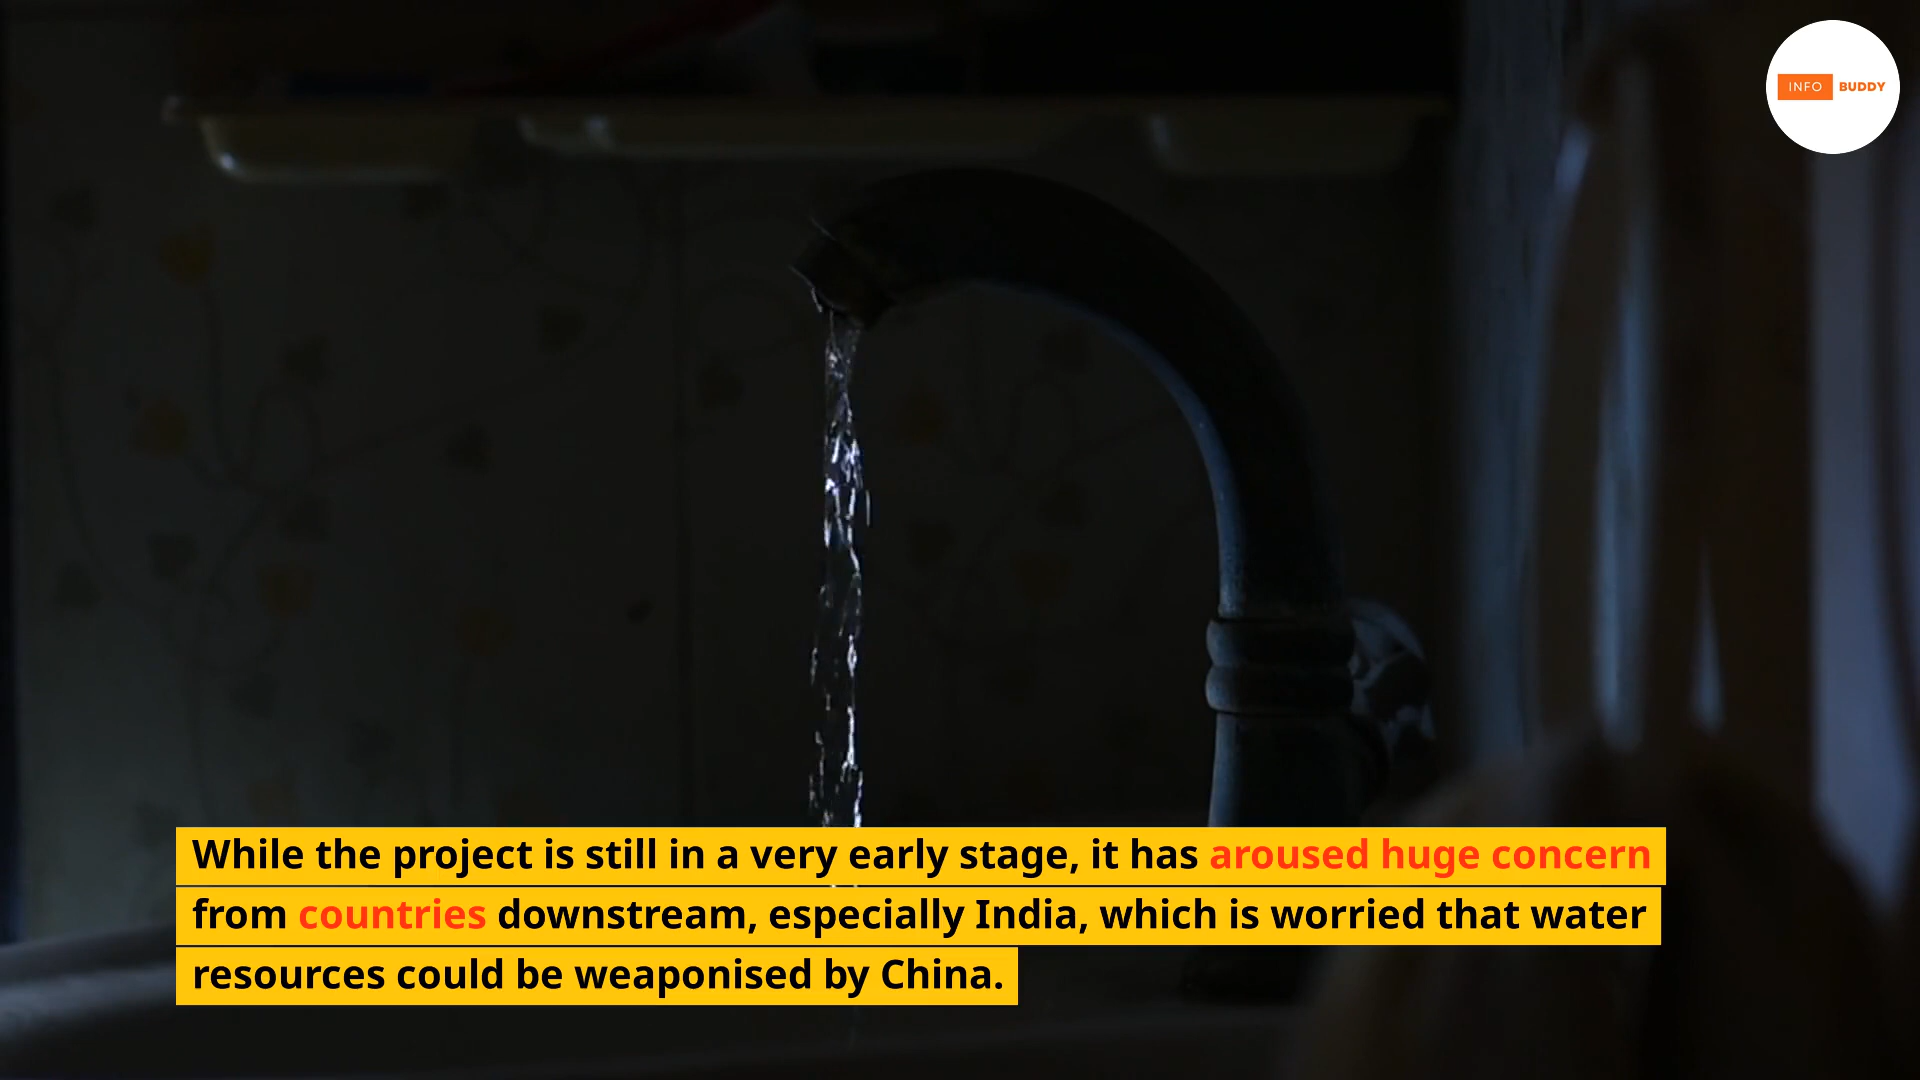 INFO BUDDY
While the project is still in a very early stage, it has aroused huge concern
from countries downstream, especially India, which is worried that water
resources could be weaponised by China.